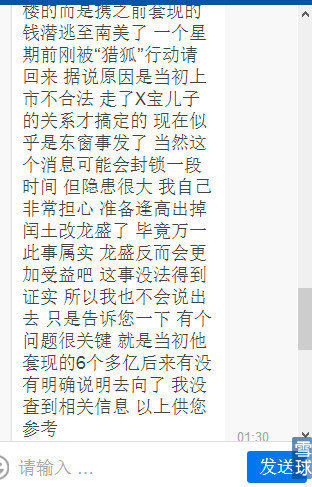 楼的而是携之前套现的
钱潜逃至南美了 一个星
期前刚被“猎狐”行动请
回来 据说原因是当初上
市不合法 走了X宝儿子
的关系才搞定的 现在似
乎是东窗事发了 当然这
个消息可能会封锁一段
时间 但隐患很大 我自己
非常担心 准备逢高出掉
闰土改龙盛了 毕竟万一
此事属实 龙盛反而会更
加受益吧 这事没法得到
证实 所以我也不会说出
去 只是告诉您一下 有个
问题很关键 就是当初他
套现的6个多亿后来有没
有明确说明去向了 我没
查到相关信息 以上供您
参考
01:30
请输入 ...
发送
雪球